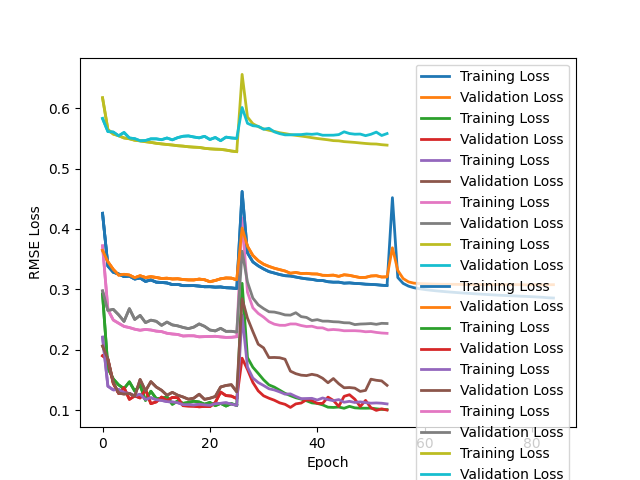 0.6
0.5
0.4
0.3
0.2
0.1
RMSE Loss
0
20
40
60
80
Epoch
Training Loss
Validation Loss
Training Loss
Validation Loss
Training Loss
Validation Loss
Training Loss
Validation Loss
Training Loss
Validation Loss
Training Loss
Validation Loss
Training Loss
Validation Loss
Training Loss
Validation Loss
Training Loss
Validation Loss
Training Loss
Validation Loss